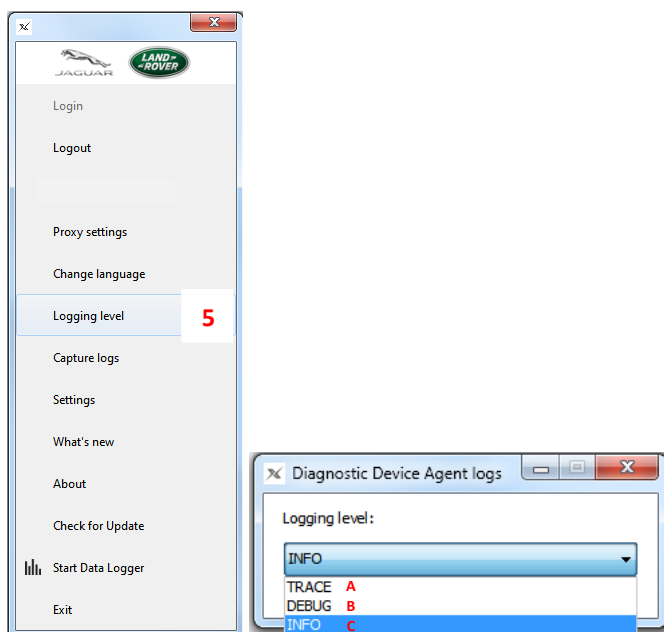 JAGUAR
LAND-
-ROVER
Login
Logout
Proxy settings
Change language
Logging level
5
Capture logs
Settings
What's new
About
Check for Update
Start Data Logger
Exit
Diagnostic Device Agent logs
Logging level:
INFO
TRACE A
DEBUG B
INFO C